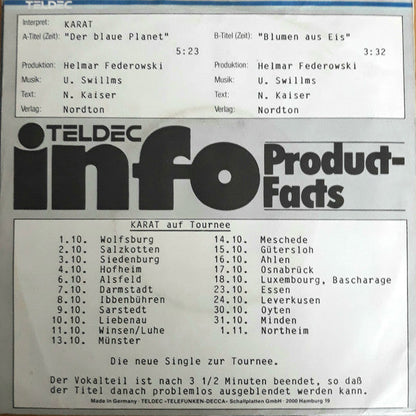 TELDEC
Interpret: KARAT
A-Titel (Zeit): "Der blaue Planet" B-Titel (Zeit): "Blumen aus Eis"
5:23 3:32
Produktion: Helmar Federowski Produktion: Helmar Federowski
Musik: U. Swillms Musik: U. Swillms
Text: N. Kaiser Text: N. Kaiser
Verlag: Nordton Verlag: Nordton
TELDEC
info Product-
Facts
KARAT auf Tournee
1.10. Wolfsburg 14.10. Meschede
2.10. Salzkotten 15.10. Gütersloh
3.10. Siedenburg 16.10. Ahlen
4.10. Hofheim 17.10. Osnabrück
6.10. Alsfeld 18.10. Luxembourg, Bascharage
7.10. Darmstadt 23.10. Essen
8.10. Ibbenbühren 24.10. Leverkusen
9.10. Sarstedt 30.10. Oyten
10.10. Liebenau 31.10. Minden
11.10. Winsen/Luhe 1.11. Northeim
13.10. Münster
Die neue Single zur Tournee.
Der Vokalteil ist nach 3 1/2 Minuten beendet, so daß
der Titel danach problemlos ausgeblendet werden kann.
Made in Germany · TELDEC »TELEFUNKEN-DECCA« Schallplatten GmbH · 2000 Hamburg 19